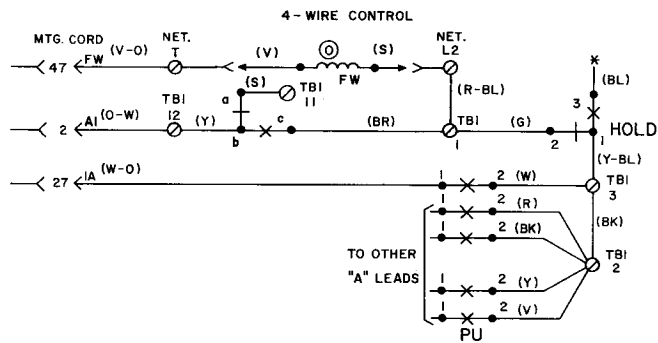 4-WIRE CONTROL
MTG. CORD
NET. T
NET. L2
47 FW (V-O) (V) O (S)
FW
(S) TB1 11
a
(R-BL)
*
(BL)
3
HOLD
2 A1 (O-W) TB1 12 (Y) b c (BR) TB1 1 (G) 2 1
(Y-BL)
27 1A (W-O) 1 2 (W) TB1 3
2 (R)
(BK)
2 (BK)
TO OTHER "A" LEADS
TB1 2
1 2 (Y)
2 (V)
PU